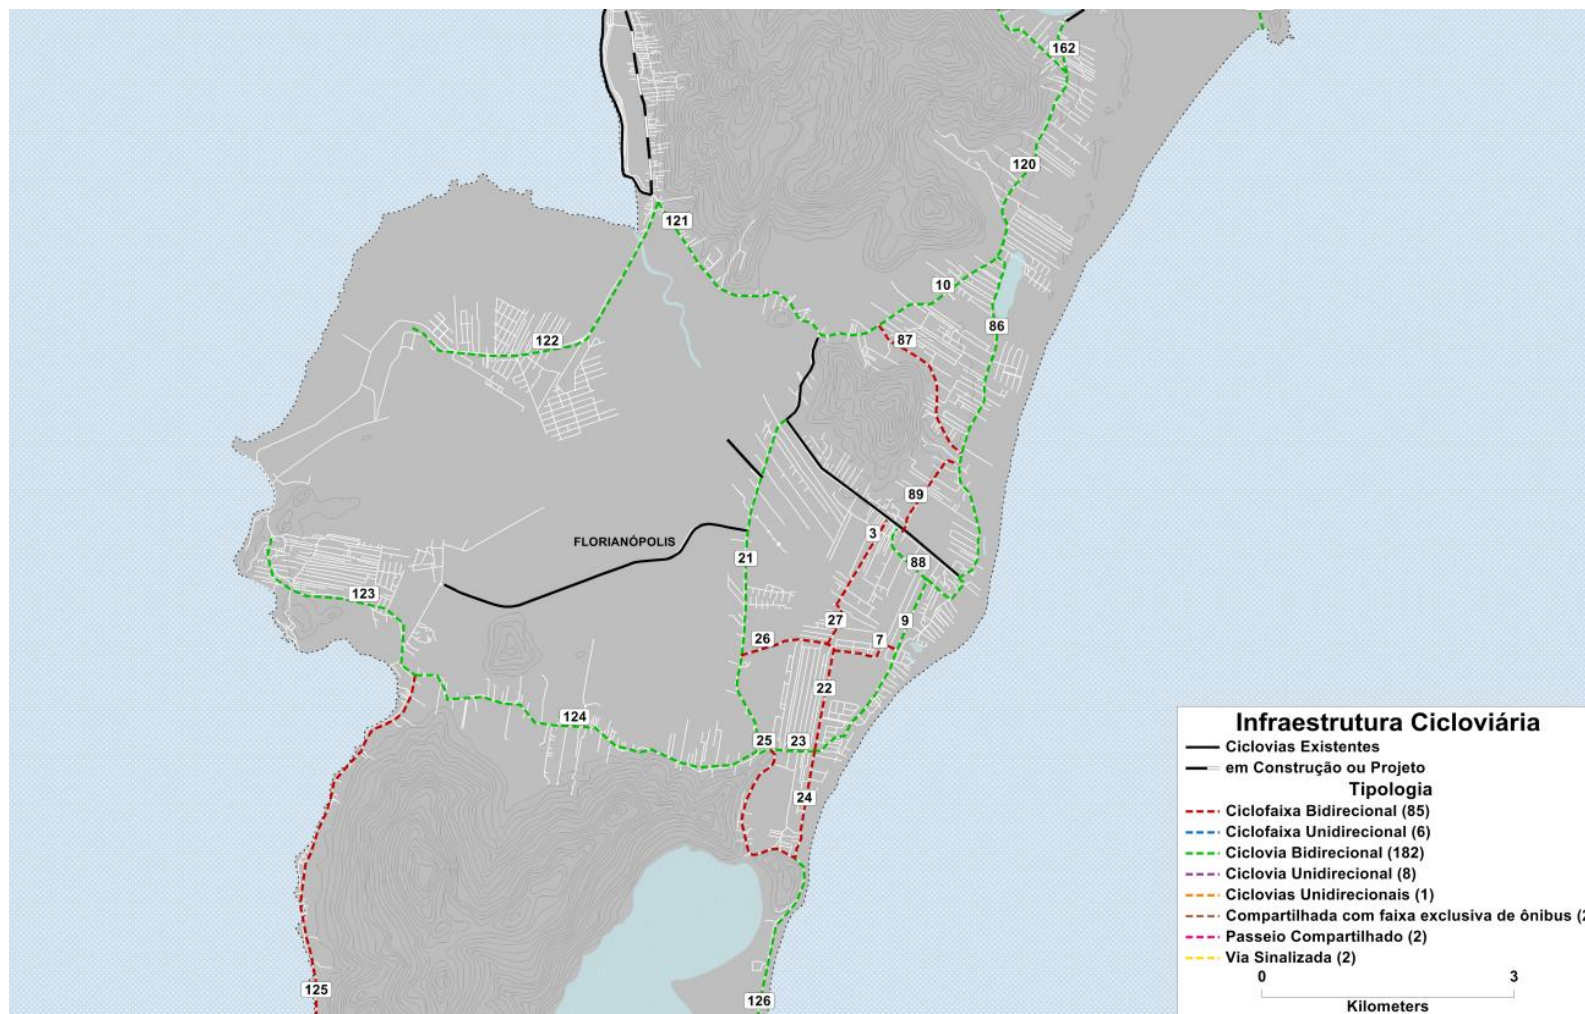 162
120
121
10
86
122
87
89
3
FLORIANÓPOLIS
21
88
123
27
9
7
26
22
124
25
23
24
125
126
Infraestrutura Cicloviária
Ciclovias Existentes
em Construção ou Projeto
Tipologia
Ciclofaixa Bidirecional (85)
Ciclofaixa Unidirecional (6)
Ciclovia Bidirecional (182)
Ciclovia Unidirecional (8)
Ciclovias Unidirecionais (1)
Compartilhada com faixa exclusiva de ônibus (2
Passeio Compartilhado (2)
Via Sinalizada (2)
0 3
Kilometers